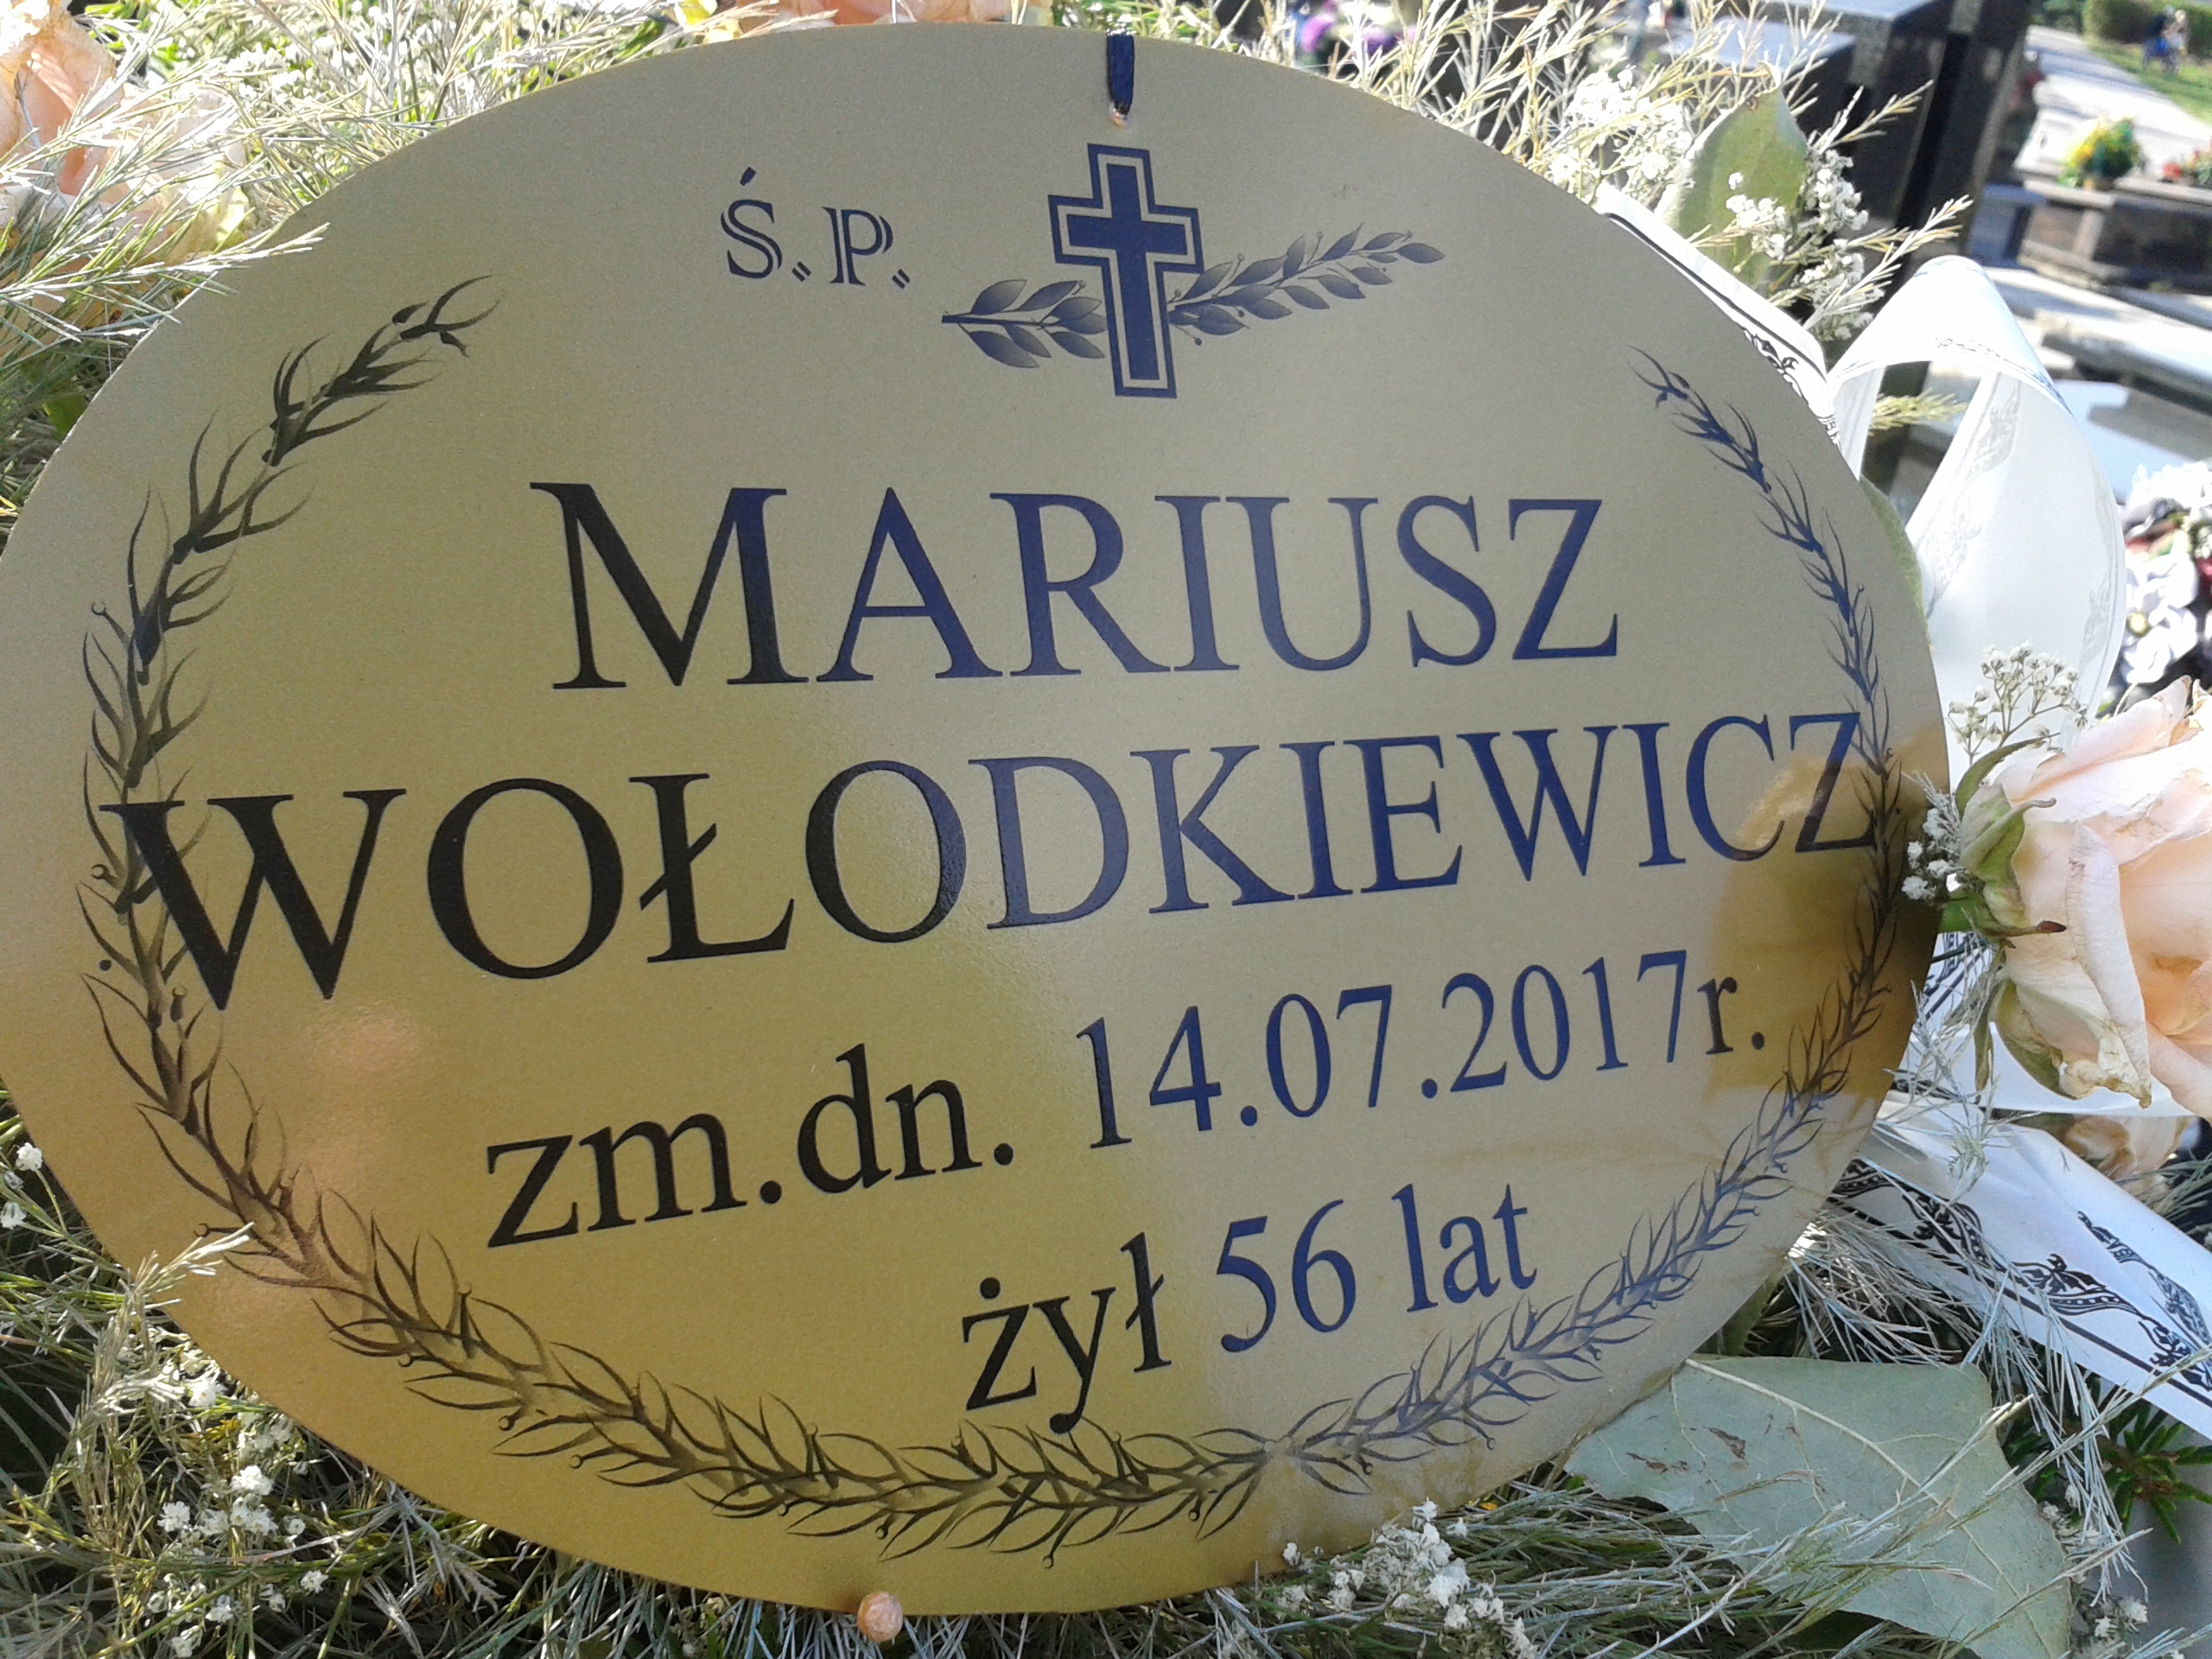 Ś.P.
MARIUSZ
WOŁODKIEWICZ
zm.dn. 14.07.2017r.
żył 56 lat